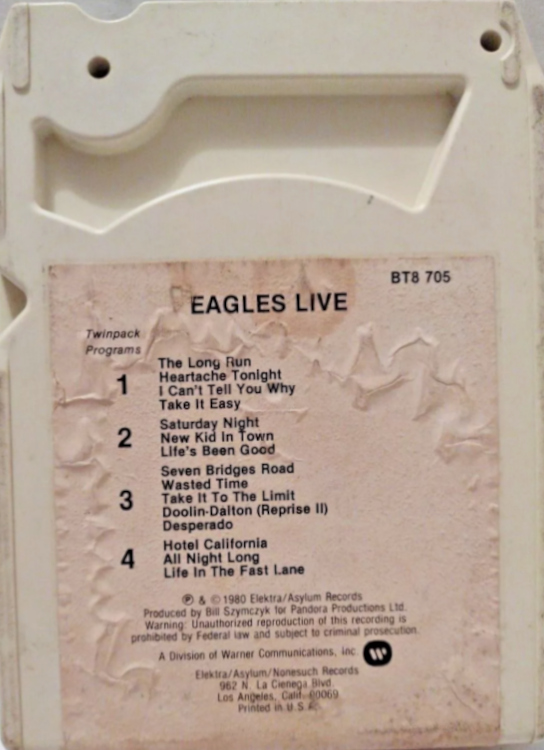 BT8 705
EAGLES LIVE
Twinpack
Programs
1
The Long Run
Heartache Tonight
I Can't Tell You Why
Take It Easy
2
Saturday Night
New Kid In Town
Life's Been Good
3
Seven Bridges Road
Wasted Time
Take It To The Limit
Doolin-Dalton (Reprise II)
Desperado
4
Hotel California
All Night Long
Life In The Fast Lane
℗ & © 1980 Elektra/Asylum Records
Produced by Bill Szymczyk for Pandora Productions Ltd.
Warning: Unauthorized reproduction of this recording is
prohibited by Federal law and subject to criminal prosecution.
A Division of Warner Communications, Inc.
Elektra/Asylum/Nonesuch Records
962 N. La Cienega Blvd.
Los Angeles, Calif. 90069
Printed in U.S.A.